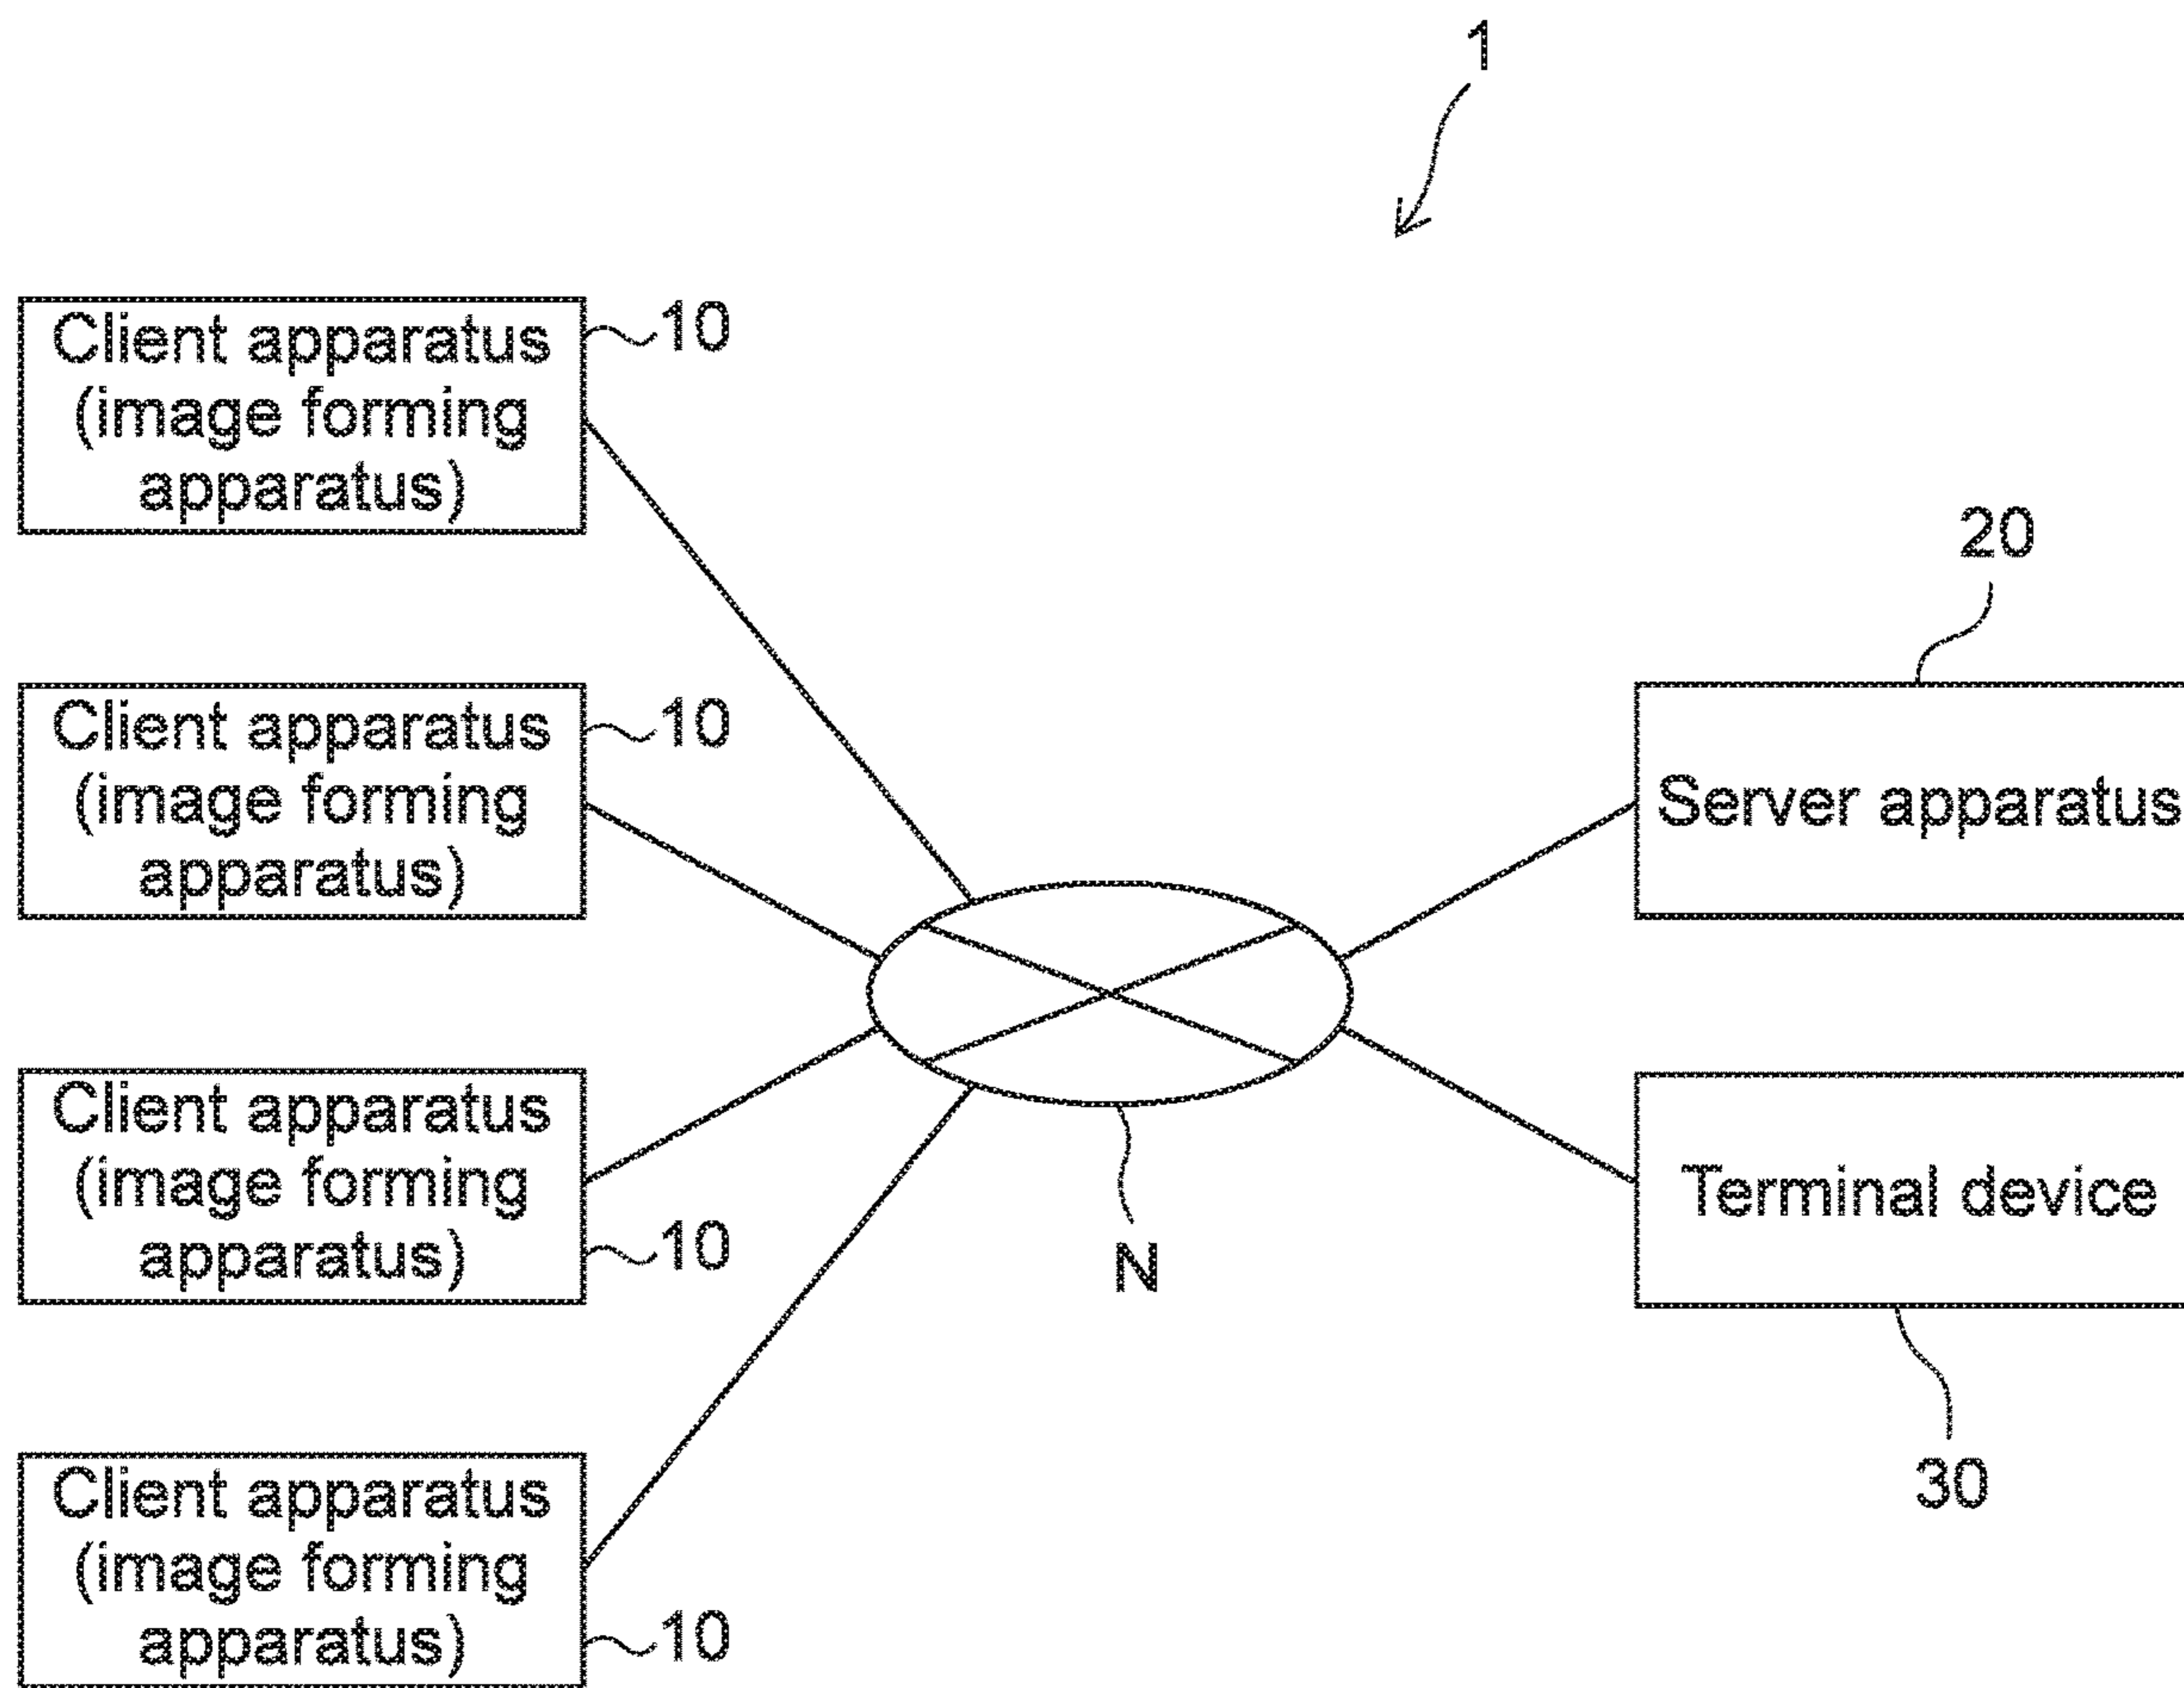 1
Client apparatus
(image forming
apparatus)
10
Client apparatus
(image forming
apparatus)
10
20
Server apparatus
Client apparatus
(image forming
apparatus)
10
N
Terminal device
30
Client apparatus
(image forming
apparatus)
10